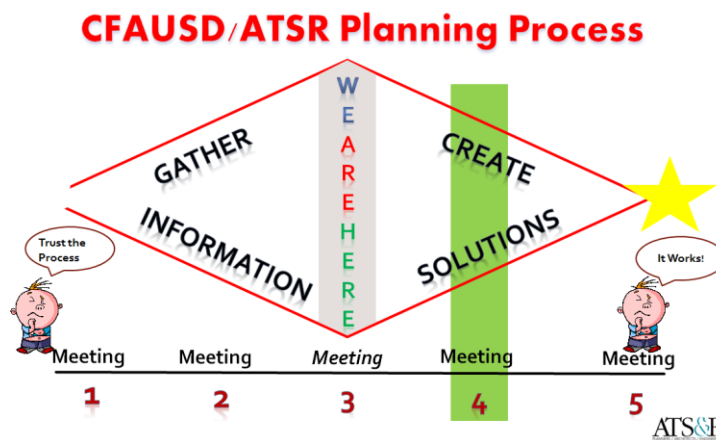 CFAUSD/ATSR Planning Process
GATHER
INFORMATION
WEAREHERE
CREATE
SOLUTIONS
Trust the
Process
It Works!
Meeting
Meeting
Meeting
Meeting
Meeting
1
2
3
4
5